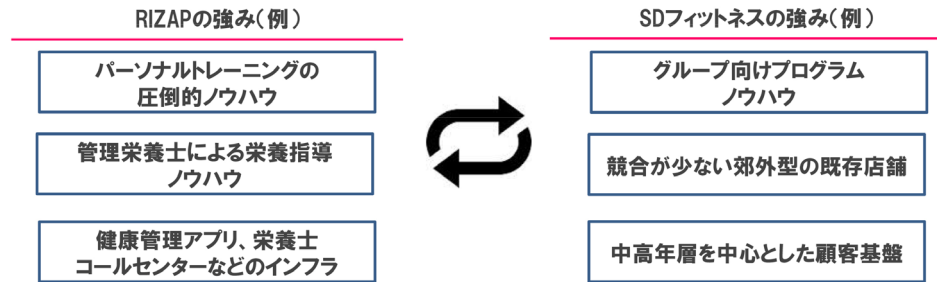 RIZAPの強み(例)
パーソナルトレーニングの
圧倒的ノウハウ
管理栄養士による栄養指導
ノウハウ
健康管理アプリ、栄養士
コールセンターなどのインフラ
SDフィットネスの強み(例)
グループ向けプログラム
ノウハウ
競合が少ない郊外型の既存店舗
中高年層を中心とした顧客基盤